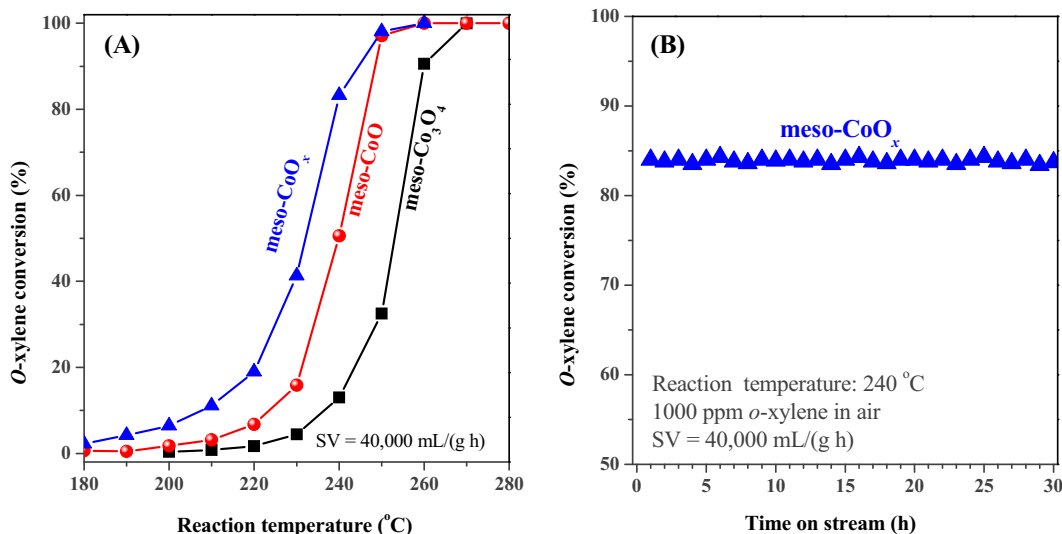 (A)
O-xylene conversion (%)
100
80
60
40
20
0
meso-CoOₓ
meso-CoO
meso-Co₃O₄
SV = 40,000 mL/(g h)
180 200 220 240 260 280
Reaction temperature (°C)
(B)
O-xylene conversion (%)
100
90
80
70
60
50
meso-CoOₓ
Reaction temperature: 240 °C
1000 ppm o-xylene in air
SV = 40,000 mL/(g h)
0 5 10 15 20 25 30
Time on stream (h)